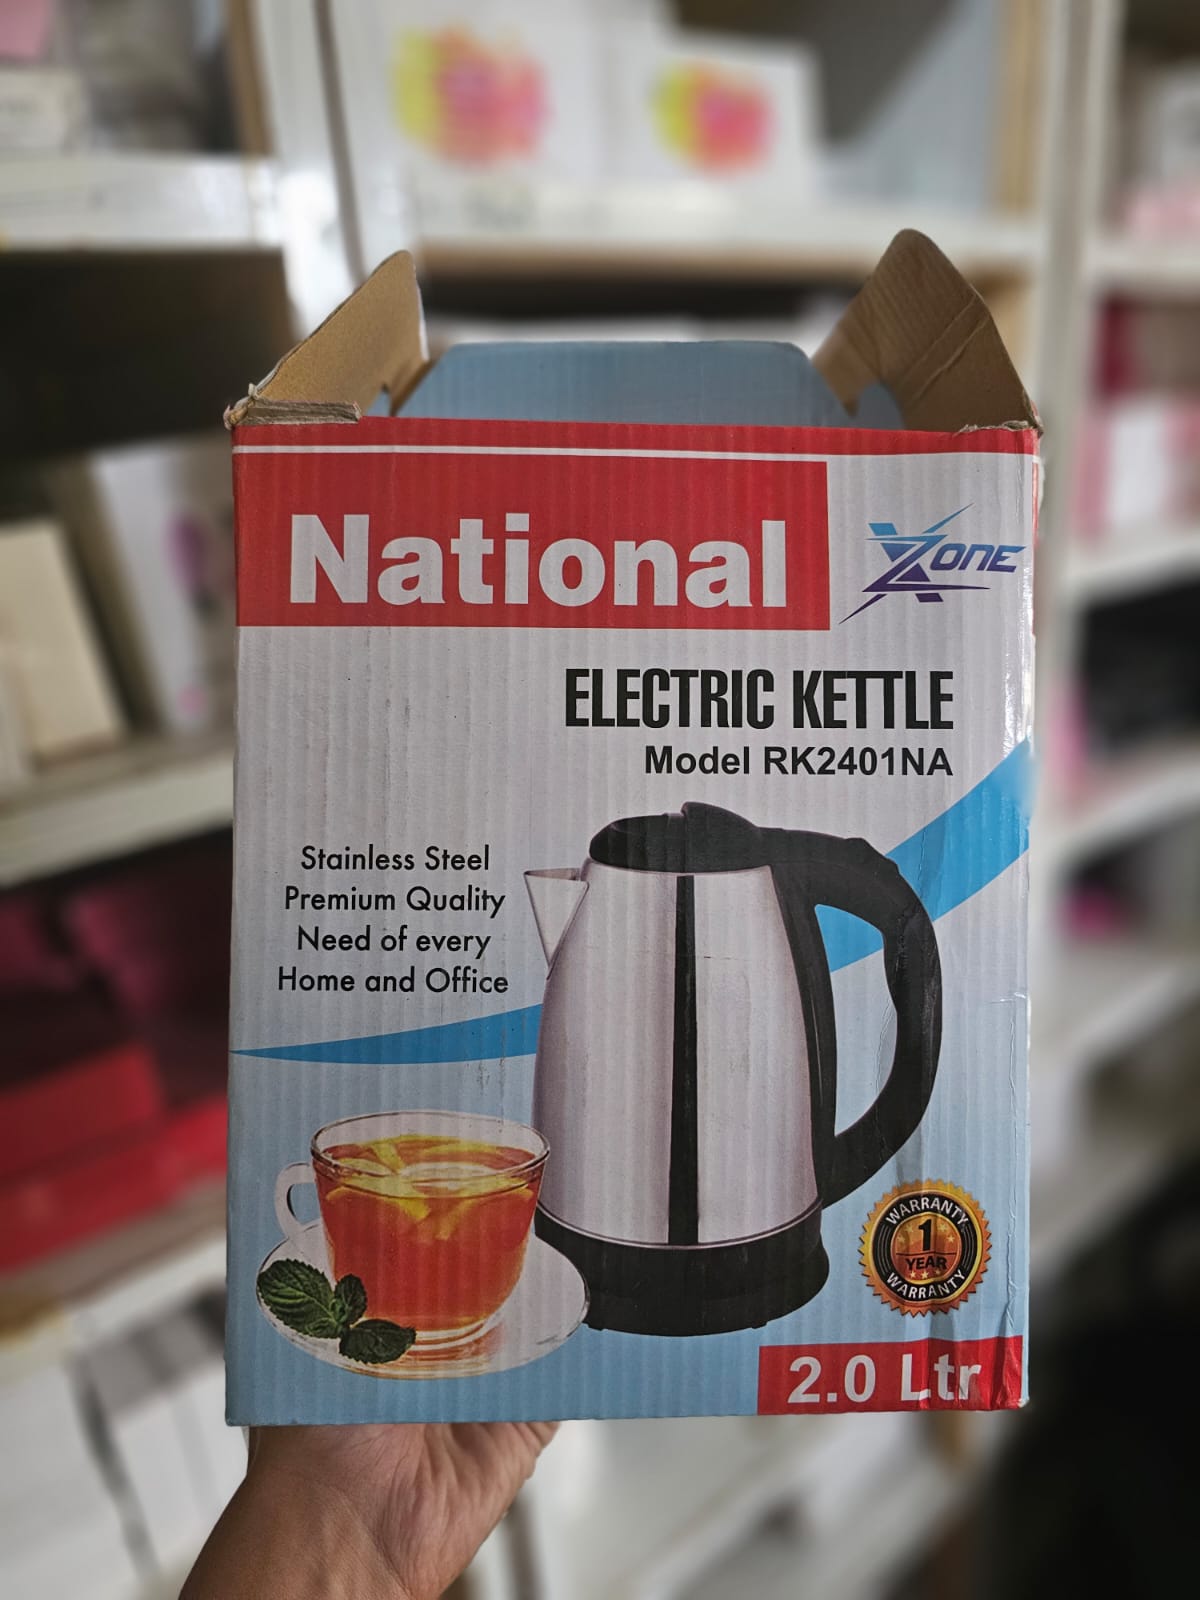 National
XZONE
ELECTRIC KETTLE
Model RK2401NA
Stainless Steel
Premium Quality
Need of every
Home and Office
WARRANTY
1
YEAR
WARRANTY
2.0 Ltr